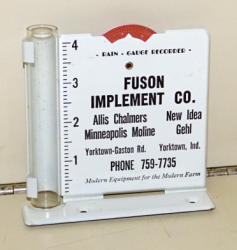 - RAIN - GAUGE RECORDER -
4
3
2
1
FUSON
IMPLEMENT CO.
Allis Chalmers New Idea
Minneapolis Moline Gehl
Yorktown-Gaston Rd. Yorktown, Ind.
PHONE 759-7735
Modern Equipment for the Modern Farm